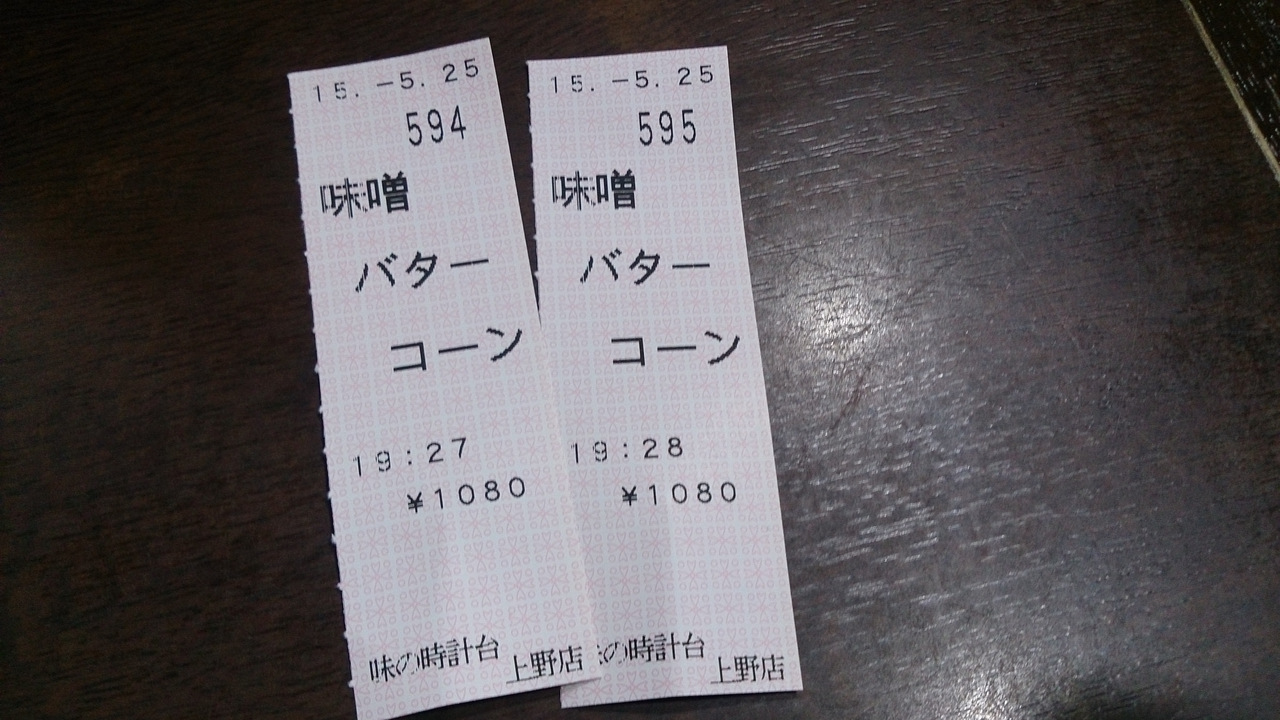 15.-5.25
594
味噌
バター
コーン
19:27
¥1080
味の時計台
上野店
15.-5.25
595
味噌
バター
コーン
19:28
¥1080
の時計台
上野店